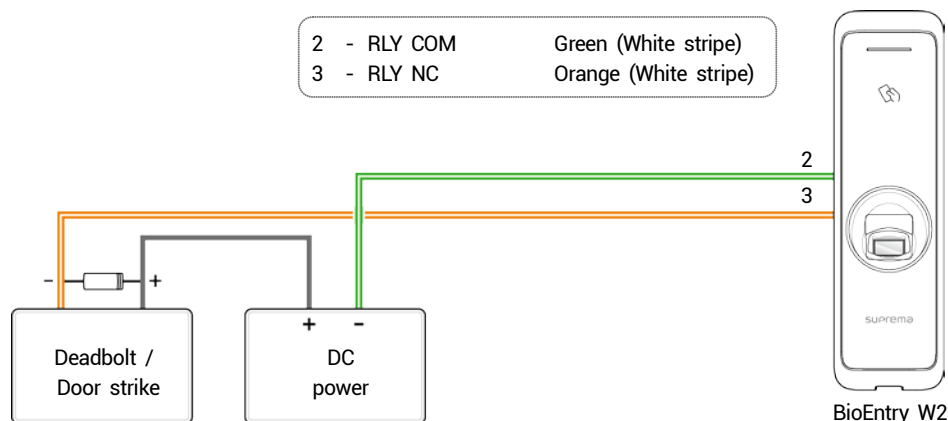 2 - RLY COM Green (White stripe)
3 - RLY NC Orange (White stripe)
2
3
- +
+ -
Deadbolt /
Door strike
DC
power
suprema
BioEntry W2